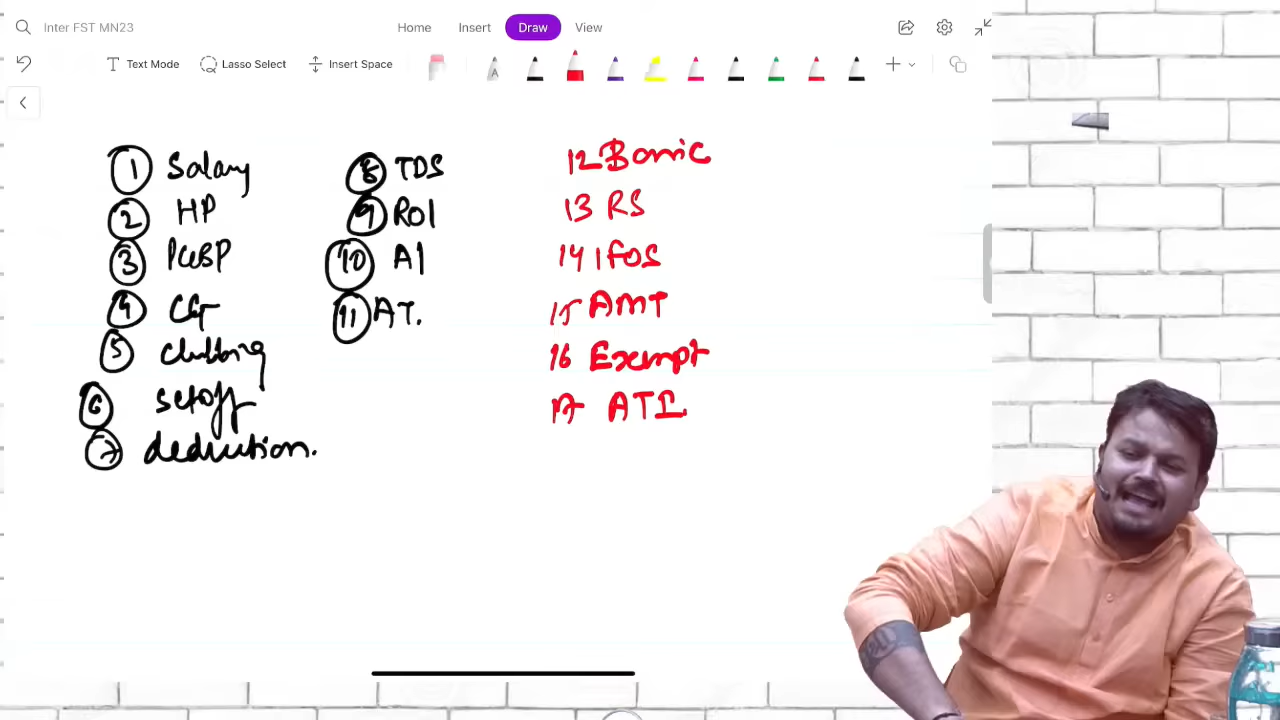 Inter FST MN23
Home Insert Draw View
Text Mode Lasso Select Insert Space
1 Salary
2 HP
3 PGBP
4 CG
5 clubbing
6 setoff
7 deduction.
8 TDS
9 ROI
10 AI
11 AT.
12 Basic
13 RS
14 IFOS
15 AMT
16 Exempt
17 ATI